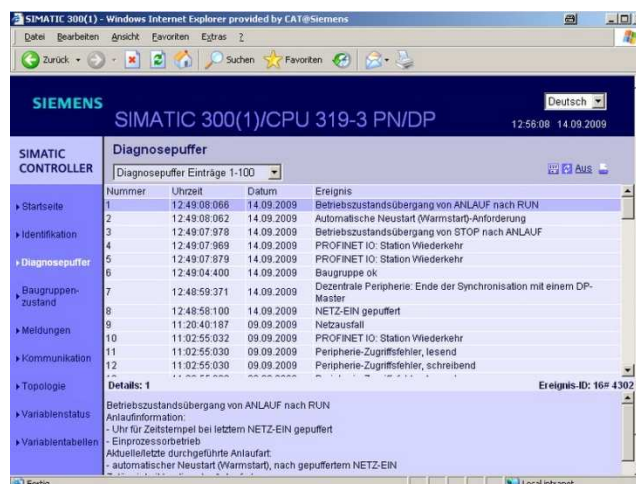 SIMATIC 300(1) - Windows Internet Explorer provided by CAT@Siemens
Datei Bearbeiten Ansicht Favoriten Extras ?
Zurück Suchen Favoriten
SIEMENS
Deutsch
SIMATIC 300(1)/CPU 319-3 PN/DP
12:56:08 14.09.2009
SIMATIC
CONTROLLER
Startseite
Identifikation
Diagnosepuffer
Baugruppen-
zustand
Meldungen
Kommunikation
Topologie
Variablenstatus
Variablentabellen
Diagnosepuffer
Diagnosepuffer Einträge 1-100
Aus
Nummer Uhrzeit Datum Ereignis
1 12:49:08:066 14.09.2009 Betriebszustandsübergang von ANLAUF nach RUN
2 12:49:08:062 14.09.2009 Automatische Neustart (Warmstart)-Anforderung
3 12:49:07:978 14.09.2009 Betriebszustandsübergang von STOP nach ANLAUF
4 12:49:07:969 14.09.2009 PROFINET IO: Station Wiederkehr
5 12:49:07:879 14.09.2009 PROFINET IO: Station Wiederkehr
6 12:49:04:400 14.09.2009 Baugruppe ok
7 12:48:59:371 14.09.2009 Dezentrale Peripherie: Ende der Synchronisation mit einem DP-
Master
8 12:48:58:100 14.09.2009 NETZ-EIN gepuffert
9 11:20:40:187 09.09.2009 Netzausfall
10 11:02:55:032 09.09.2009 PROFINET IO: Station Wiederkehr
11 11:02:55:030 09.09.2009 Peripherie-Zugriffsfehler, lesend
12 11:02:55:030 09.09.2009 Peripherie-Zugriffsfehler, schreibend
Details: 1 Ereignis-ID: 16# 4302
Betriebszustandsübergang von ANLAUF nach RUN
Anlaufinformation:
- Uhr für Zeitstempel bei letztem NETZ-EIN gepuffert
- Einprozessorbetrieb
Aktuelle/letzte durchgeführte Anlaufart:
- automatischer Neustart (Warmstart), nach gepuffertem NETZ-EIN
Fertig Local intranet